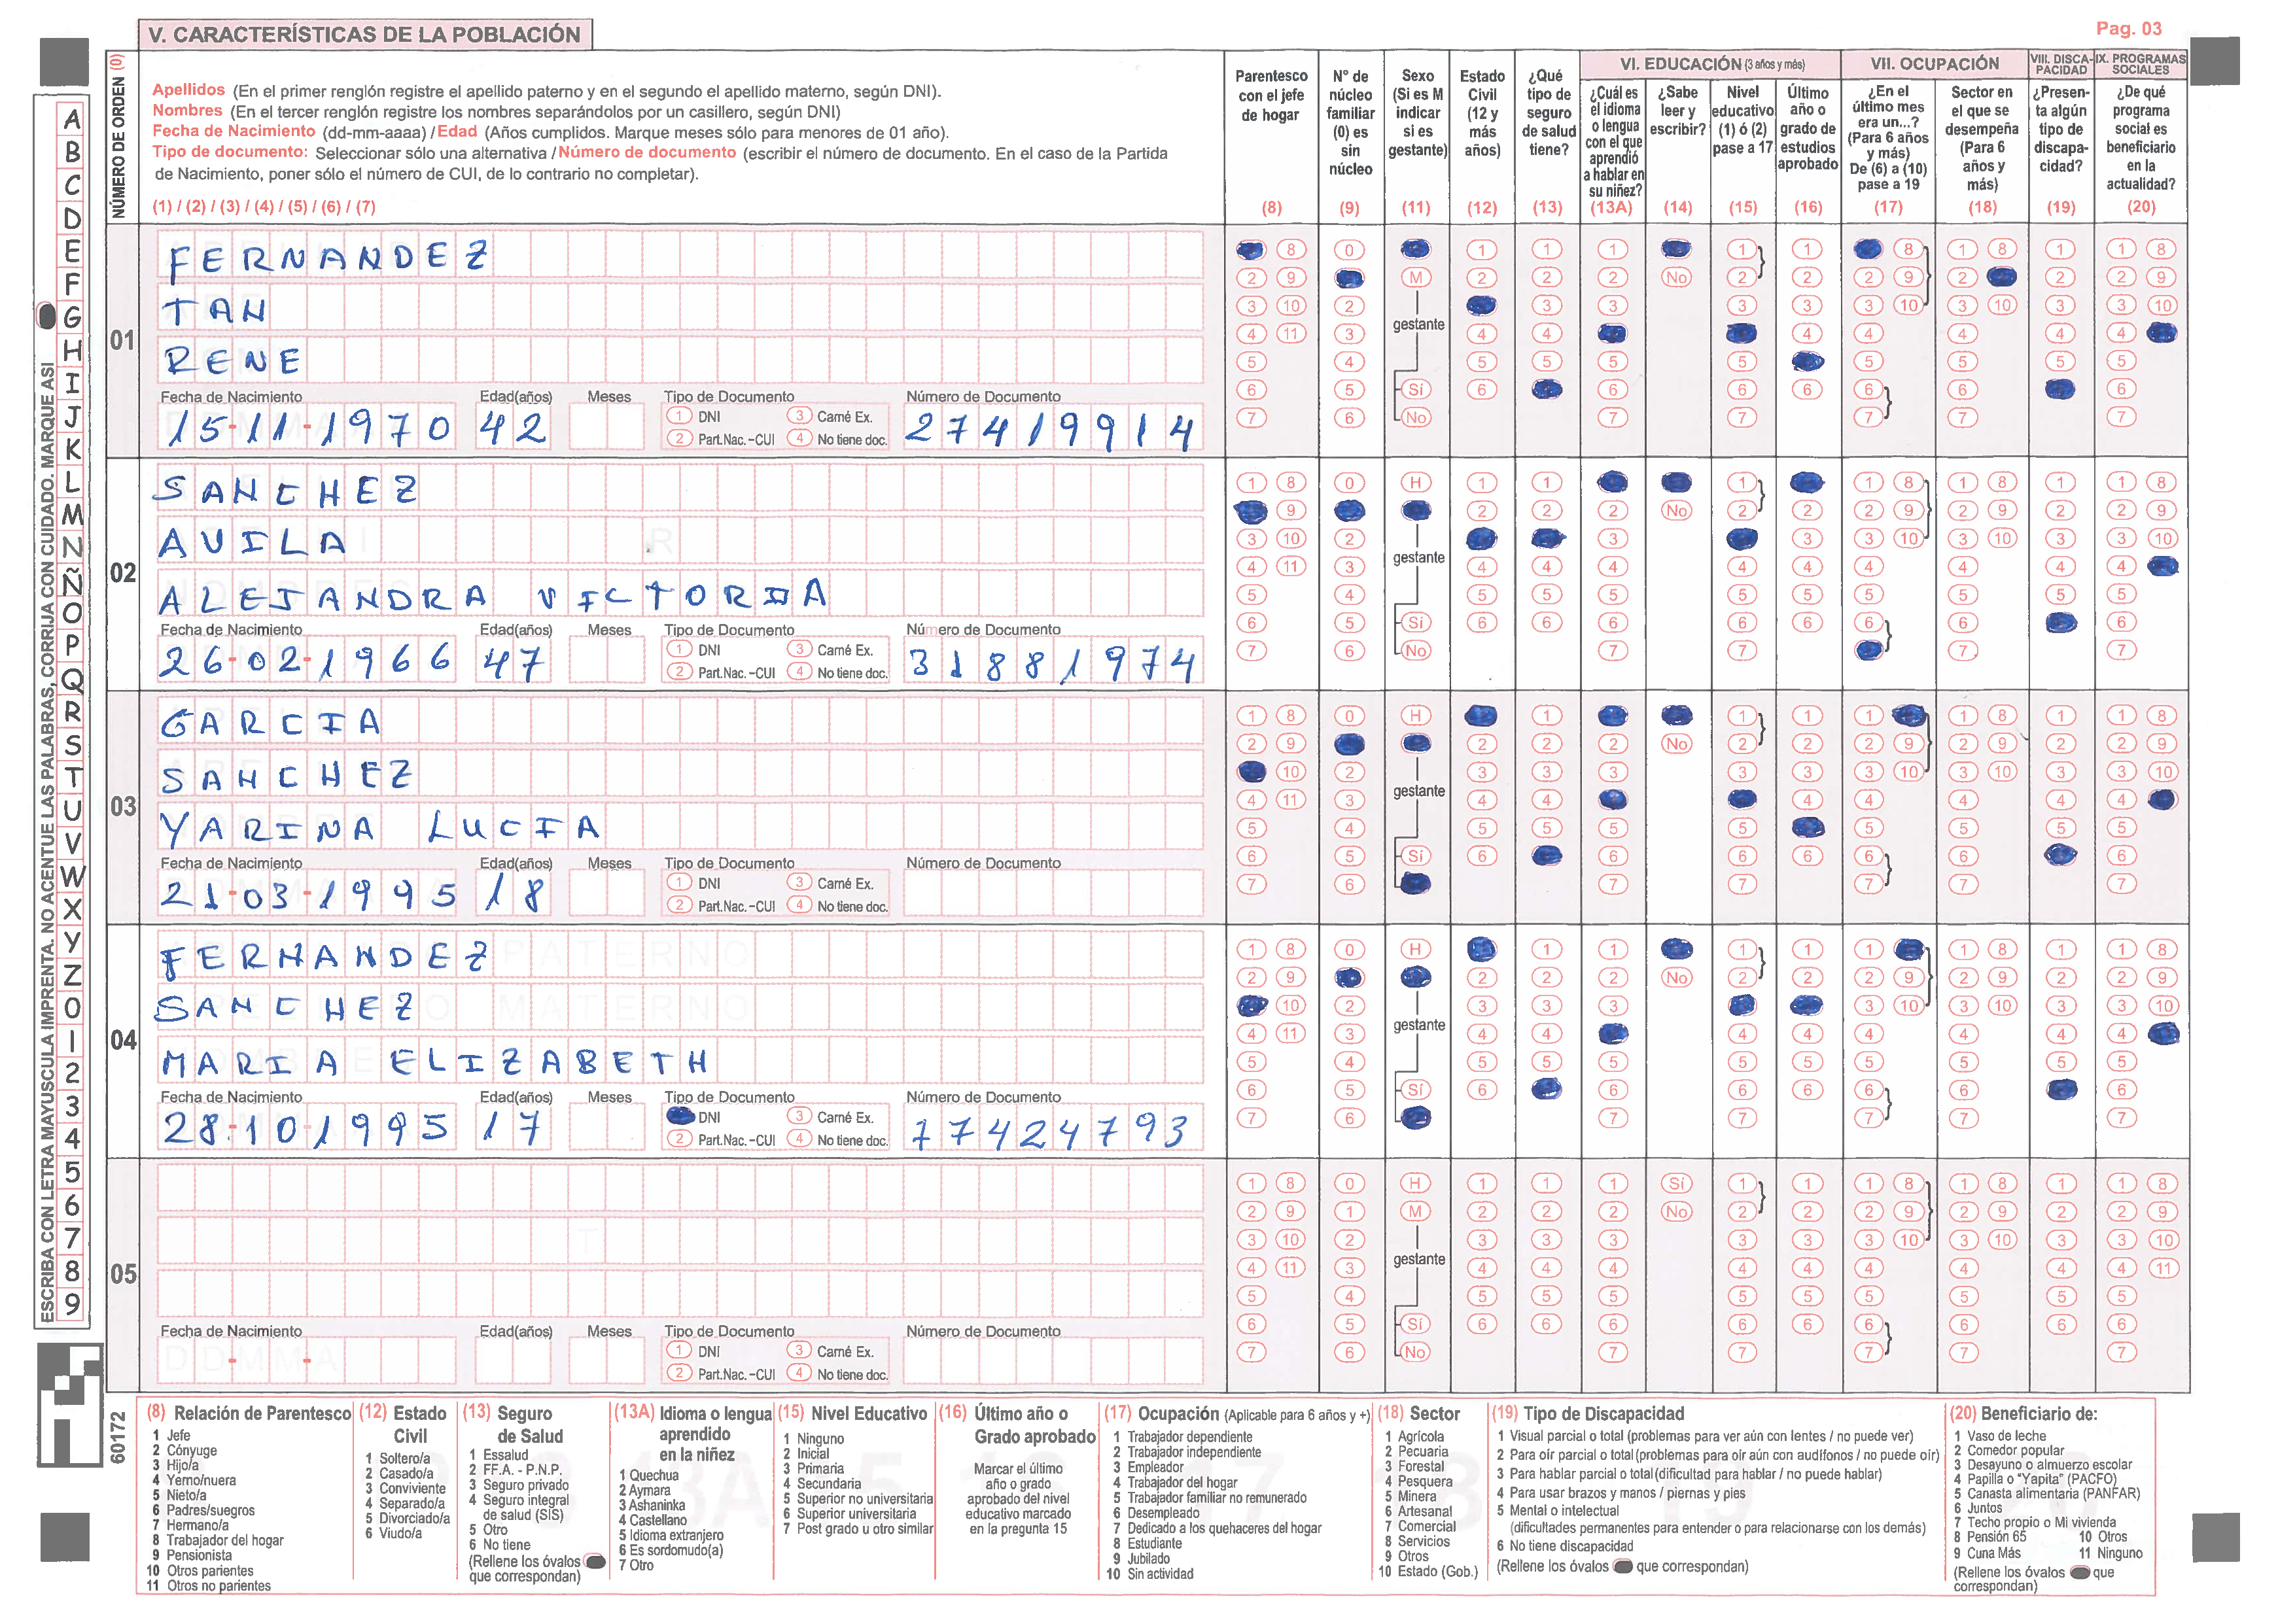 V. CARACTERÍSTICAS DE LA POBLACIÓN
Pag. 03
NÚMERO DE ORDEN (0)
Apellidos (En el primer renglón registre el apellido paterno y en el segundo el apellido materno, según DNI).
Nombres (En el tercer renglón registre los nombres separándolos por un casillero, según DNI)
Fecha de Nacimiento (dd-mm-aaaa) / Edad (Años cumplidos. Marque meses sólo para menores de 01 año).
Tipo de documento: Seleccionar sólo una alternativa / Número de documento (escribir el número de documento. En el caso de la Partida
de Nacimiento, poner sólo el número de CUI, de lo contrario no completar).
(1) / (2) / (3) / (4) / (5) / (6) / (7)
Parentesco con el jefe de hogar (8)
N° de núcleo familiar (0) es sin núcleo (9)
Sexo (Si es M indicar si es gestante) (11)
Estado Civil (12 y más años) (12)
¿Qué tipo de seguro de salud tiene? (13)
VI. EDUCACIÓN (3 años y más)
¿Cuál es el idioma o lengua con el que aprendió a hablar en su niñez? (13A)
¿Sabe leer y escribir? (14)
Nivel educativo (1) ó (2) pase a 17 (15)
Último año o grado de estudios aprobado (16)
VII. OCUPACIÓN
¿En el último mes era un...? (Para 6 años y más) De (6) a (10) pase a 19 (17)
Sector en el que se desempeña (Para 6 años y más) (18)
VIII. DISCA-PACIDAD
¿Presen-ta algún tipo de discapa-cidad? (19)
IX. PROGRAMAS SOCIALES
¿De qué programa social es beneficiario en la actualidad? (20)
ESCRIBA CON LETRA MAYUSCULA IMPRENTA. NO ACENTUE LAS PALABRAS, CORRIJA CON CUIDADO. MARQUE ASI
A B C D E F G H I J K L M N Ñ O P Q R S T U V W X Y Z 0 1 2 3 4 5 6 7 8 9
01
FERNANDEZ
TAN
RENE
Fecha de Nacimiento Edad(años) Meses Tipo de Documento Número de Documento
1 DNI 3 Carné Ex.
2 Part.Nac.-CUI 4 No tiene doc.
15-11-1970 42 27419914
gestante
Sí
No
02
SANCHEZ
AVILA
ALEJANDRA VICTORIA
Fecha de Nacimiento Edad(años) Meses Tipo de Documento Número de Documento
1 DNI 3 Carné Ex.
2 Part.Nac.-CUI 4 No tiene doc.
26-02-1966 47 31881974
gestante
Sí
No
03
GARCIA
SANCHEZ
YARINA LUCIA
Fecha de Nacimiento Edad(años) Meses Tipo de Documento Número de Documento
1 DNI 3 Carné Ex.
2 Part.Nac.-CUI 4 No tiene doc.
21-03-1995 18
gestante
Sí
04
FERNANDEZ
SANCHEZ
MARIA ELIZABETH
Fecha de Nacimiento Edad(años) Meses Tipo de Documento Número de Documento
DNI 3 Carné Ex.
2 Part.Nac.-CUI 4 No tiene doc.
28-10-1995 17 77424793
gestante
Sí
05
Fecha de Nacimiento Edad(años) Meses Tipo de Documento Número de Documento
1 DNI 3 Carné Ex.
2 Part.Nac.-CUI 4 No tiene doc.
gestante
Sí
No
60172
(8) Relación de Parentesco
1 Jefe
2 Cónyuge
3 Hijo/a
4 Yerno/nuera
5 Nieto/a
6 Padres/suegros
7 Hermano/a
8 Trabajador del hogar
9 Pensionista
10 Otros parientes
11 Otros no parientes
(12) Estado Civil
1 Soltero/a
2 Casado/a
3 Conviviente
4 Separado/a
5 Divorciado/a
6 Viudo/a
(13) Seguro de Salud
1 Essalud
2 FF.A. - P.N.P.
3 Seguro privado
4 Seguro integral
de salud (SIS)
5 Otro
6 No tiene
(Rellene los óvalos
que correspondan)
(13A) Idioma o lengua
aprendido
en la niñez
1 Quechua
2 Aymara
3 Ashaninka
4 Castellano
5 Idioma extranjero
6 Es sordomudo(a)
7 Otro
(15) Nivel Educativo
1 Ninguno
2 Inicial
3 Primaria
4 Secundaria
5 Superior no universitaria
6 Superior universitaria
7 Post grado u otro similar
(16) Último año o
Grado aprobado
Marcar el último
año o grado
aprobado del nivel
educativo marcado
en la pregunta 15
(17) Ocupación (Aplicable para 6 años y +)
1 Trabajador dependiente
2 Trabajador independiente
3 Empleador
4 Trabajador del hogar
5 Trabajador familiar no remunerado
6 Desempleado
7 Dedicado a los quehaceres del hogar
8 Estudiante
9 Jubilado
10 Sin actividad
(18) Sector
1 Agrícola
2 Pecuaria
3 Forestal
4 Pesquera
5 Minera
6 Artesanal
7 Comercial
8 Servicios
9 Otros
10 Estado (Gob.)
(19) Tipo de Discapacidad
1 Visual parcial o total (problemas para ver aún con lentes / no puede ver)
2 Para oír parcial o total (problemas para oir aún con audífonos / no puede oír)
3 Para hablar parcial o total (dificultad para hablar / no puede hablar)
4 Para usar brazos y manos / piernas y pies
5 Mental o intelectual
(dificultades permanentes para entender o para relacionarse con los demás)
6 No tiene discapacidad
(Rellene los óvalos que correspondan)
(20) Beneficiario de:
1 Vaso de leche
2 Comedor popular
3 Desayuno o almuerzo escolar
4 Papilla o "Yapita" (PACFO)
5 Canasta alimentaria (PANFAR)
6 Juntos
7 Techo propio o Mi vivienda
8 Pensión 65 10 Otros
9 Cuna Más 11 Ninguno
(Rellene los óvalos que
correspondan)